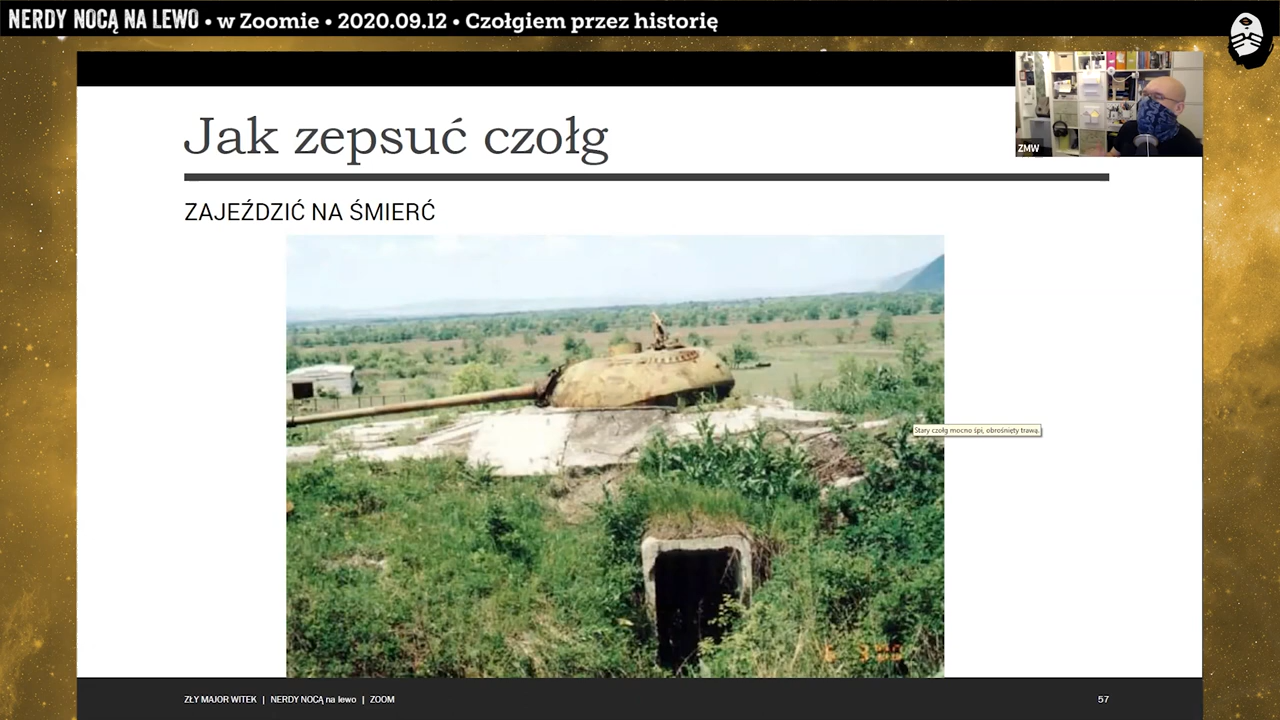 NERDY NOCĄ NA LEWO • w Zoomie • 2020.09.12 • Czołgiem przez historię
ZMW
Jak zepsuć czołg
ZAJEŹDZIĆ NA ŚMIERĆ
Stary czołg mocno śpi, obrośnięty trawą.
ZŁY MAJOR WITEK | NERDY NOCĄ na lewo | ZOOM
57